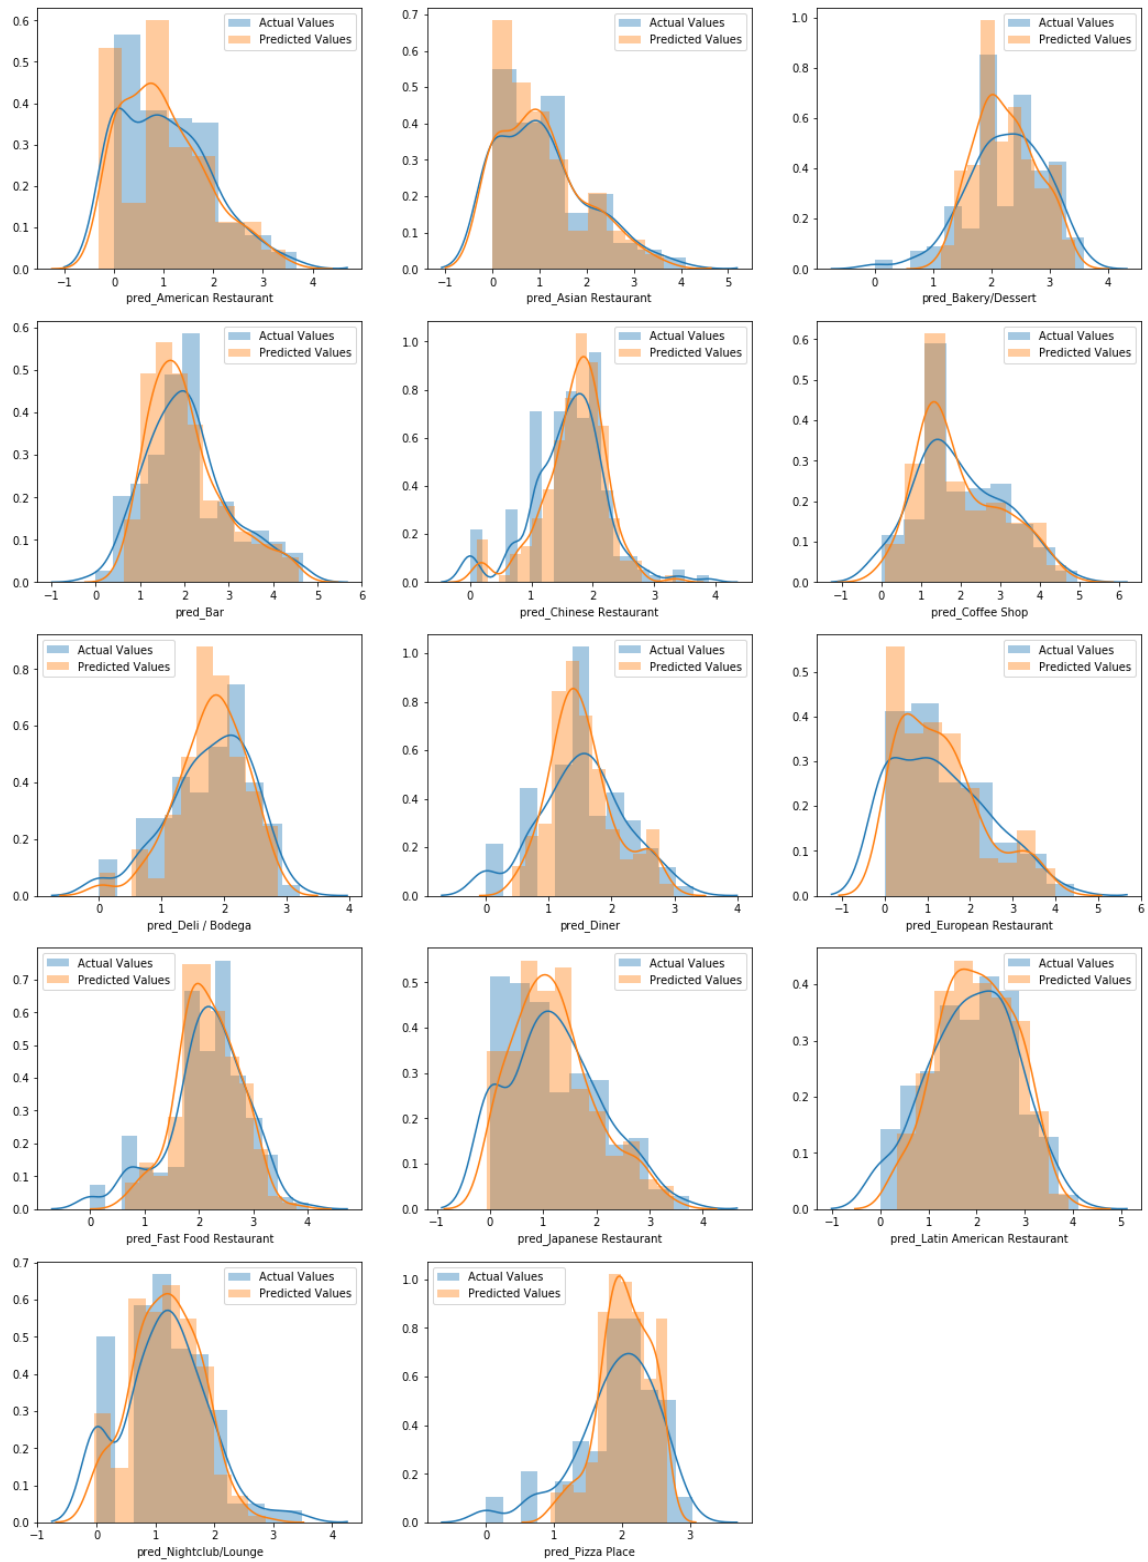 Actual Values
Predicted Values
0.6
0.5
0.4
0.3
0.2
0.1
0.0
−1 0 1 2 3 4
pred_American Restaurant
Actual Values
Predicted Values
0.7
0.6
0.5
0.4
0.3
0.2
0.1
0.0
−1 0 1 2 3 4 5
pred_Asian Restaurant
Actual Values
Predicted Values
1.0
0.8
0.6
0.4
0.2
0.0
0 1 2 3 4
pred_Bakery/Dessert
Actual Values
Predicted Values
0.6
0.5
0.4
0.3
0.2
0.1
0.0
−1 0 1 2 3 4 5 6
pred_Bar
Actual Values
Predicted Values
1.0
0.8
0.6
0.4
0.2
0.0
0 1 2 3 4
pred_Chinese Restaurant
Actual Values
Predicted Values
0.6
0.5
0.4
0.3
0.2
0.1
0.0
−1 0 1 2 3 4 5 6
pred_Coffee Shop
Actual Values
Predicted Values
0.8
0.6
0.4
0.2
0.0
0 1 2 3 4
pred_Deli / Bodega
Actual Values
Predicted Values
1.0
0.8
0.6
0.4
0.2
0.0
0 1 2 3 4
pred_Diner
Actual Values
Predicted Values
0.5
0.4
0.3
0.2
0.1
0.0
−1 0 1 2 3 4 5 6
pred_European Restaurant
Actual Values
Predicted Values
0.7
0.6
0.5
0.4
0.3
0.2
0.1
0.0
0 1 2 3 4
pred_Fast Food Restaurant
Actual Values
Predicted Values
0.5
0.4
0.3
0.2
0.1
0.0
−1 0 1 2 3 4
pred_Japanese Restaurant
Actual Values
Predicted Values
0.4
0.3
0.2
0.1
0.0
−1 0 1 2 3 4 5
pred_Latin American Restaurant
Actual Values
Predicted Values
0.7
0.6
0.5
0.4
0.3
0.2
0.1
0.0
−1 0 1 2 3 4
pred_Nightclub/Lounge
Actual Values
Predicted Values
1.0
0.8
0.6
0.4
0.2
0.0
0 1 2 3
pred_Pizza Place